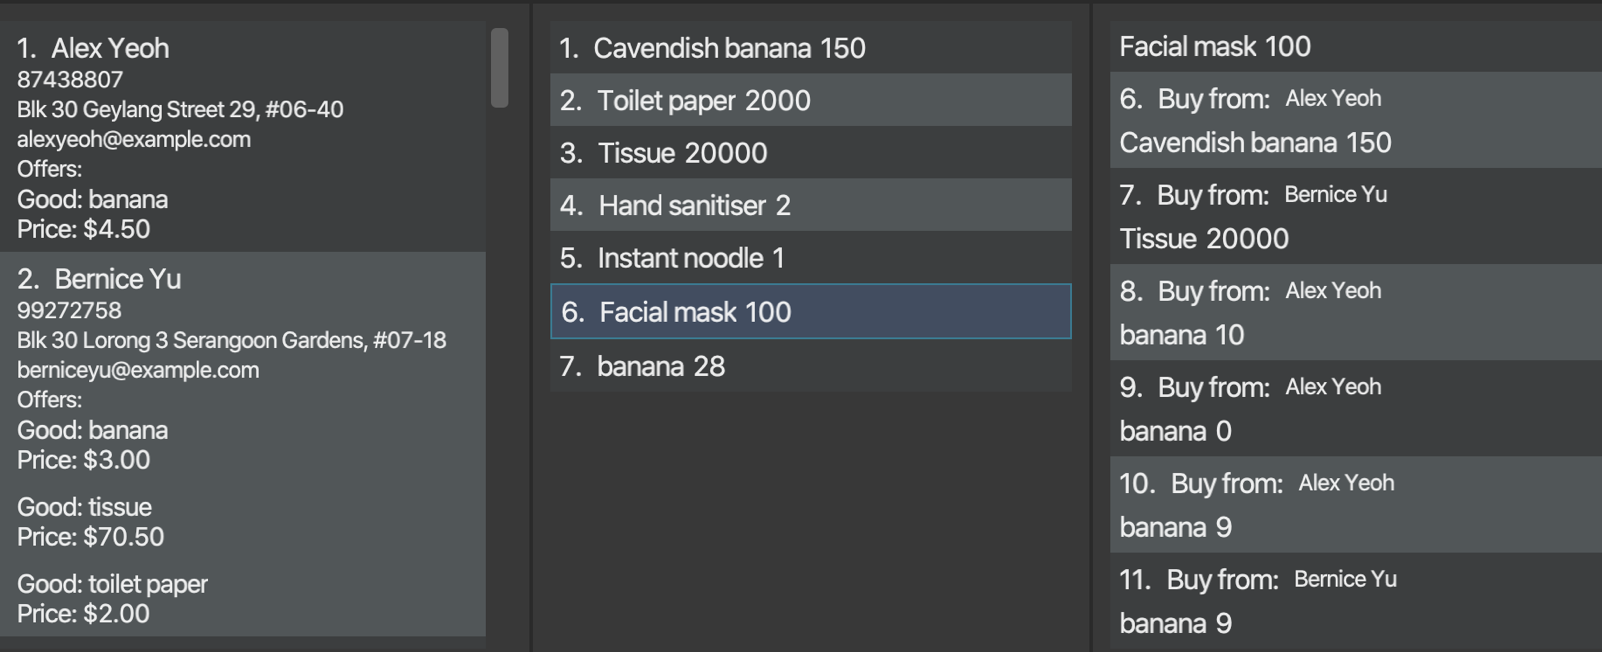 1. Alex Yeoh
87438807
Blk 30 Geylang Street 29, #06-40
alexyeoh@example.com
Offers:
Good: banana
Price: $4.50
2. Bernice Yu
99272758
Blk 30 Lorong 3 Serangoon Gardens, #07-18
berniceyu@example.com
Offers:
Good: banana
Price: $3.00
Good: tissue
Price: $70.50
Good: toilet paper
Price: $2.00
1. Cavendish banana 150
2. Toilet paper 2000
3. Tissue 20000
4. Hand sanitiser 2
5. Instant noodle 1
6. Facial mask 100
7. banana 28
Facial mask 100
6. Buy from: Alex Yeoh
Cavendish banana 150
7. Buy from: Bernice Yu
Tissue 20000
8. Buy from: Alex Yeoh
banana 10
9. Buy from: Alex Yeoh
banana 0
10. Buy from: Alex Yeoh
banana 9
11. Buy from: Bernice Yu
banana 9